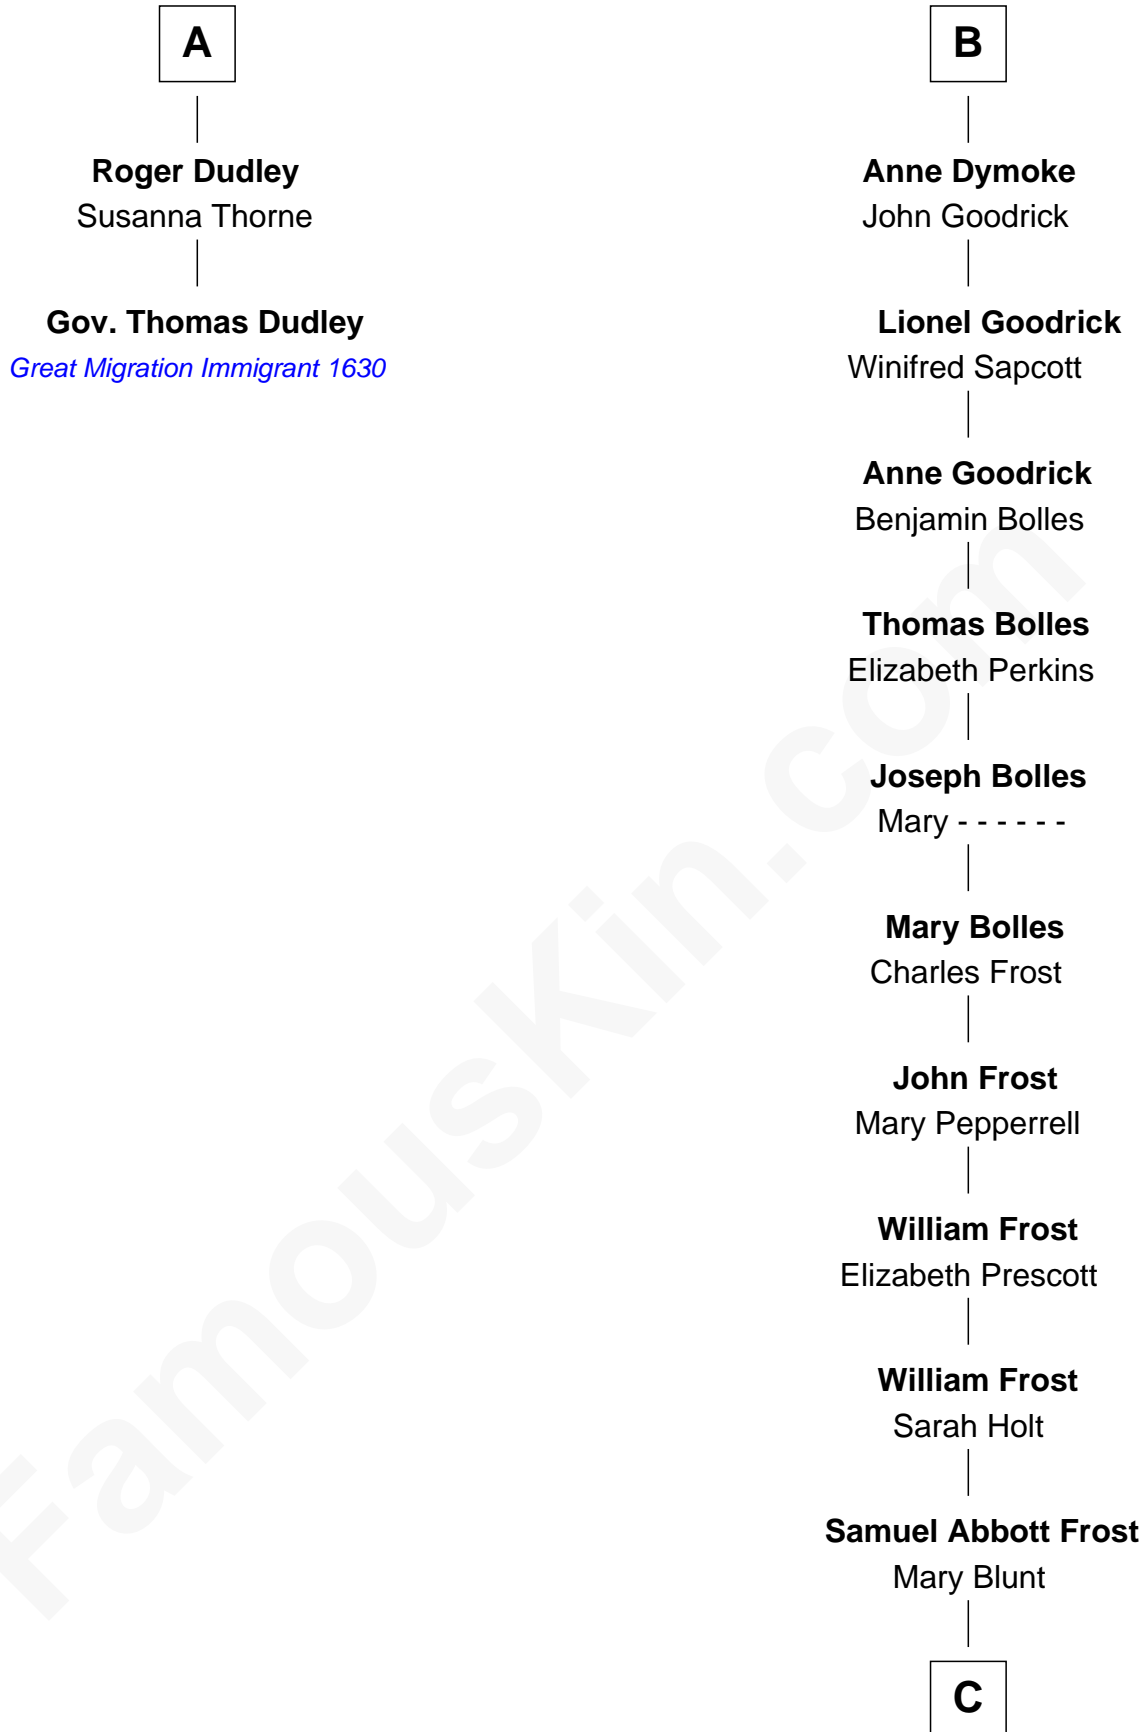 A
Roger Dudley
Susanna Thorne
Gov. Thomas Dudley
Great Migration Immigrant 1630
B
Anne Dymoke
John Goodrick
Lionel Goodrick
Winifred Sapcott
Anne Goodrick
Benjamin Bolles
Thomas Bolles
Elizabeth Perkins
Joseph Bolles
Mary - - - - - -
Mary Bolles
Charles Frost
John Frost
Mary Pepperrell
William Frost
Elizabeth Prescott
William Frost
Sarah Holt
Samuel Abbott Frost
Mary Blunt
C
FamousKin.com